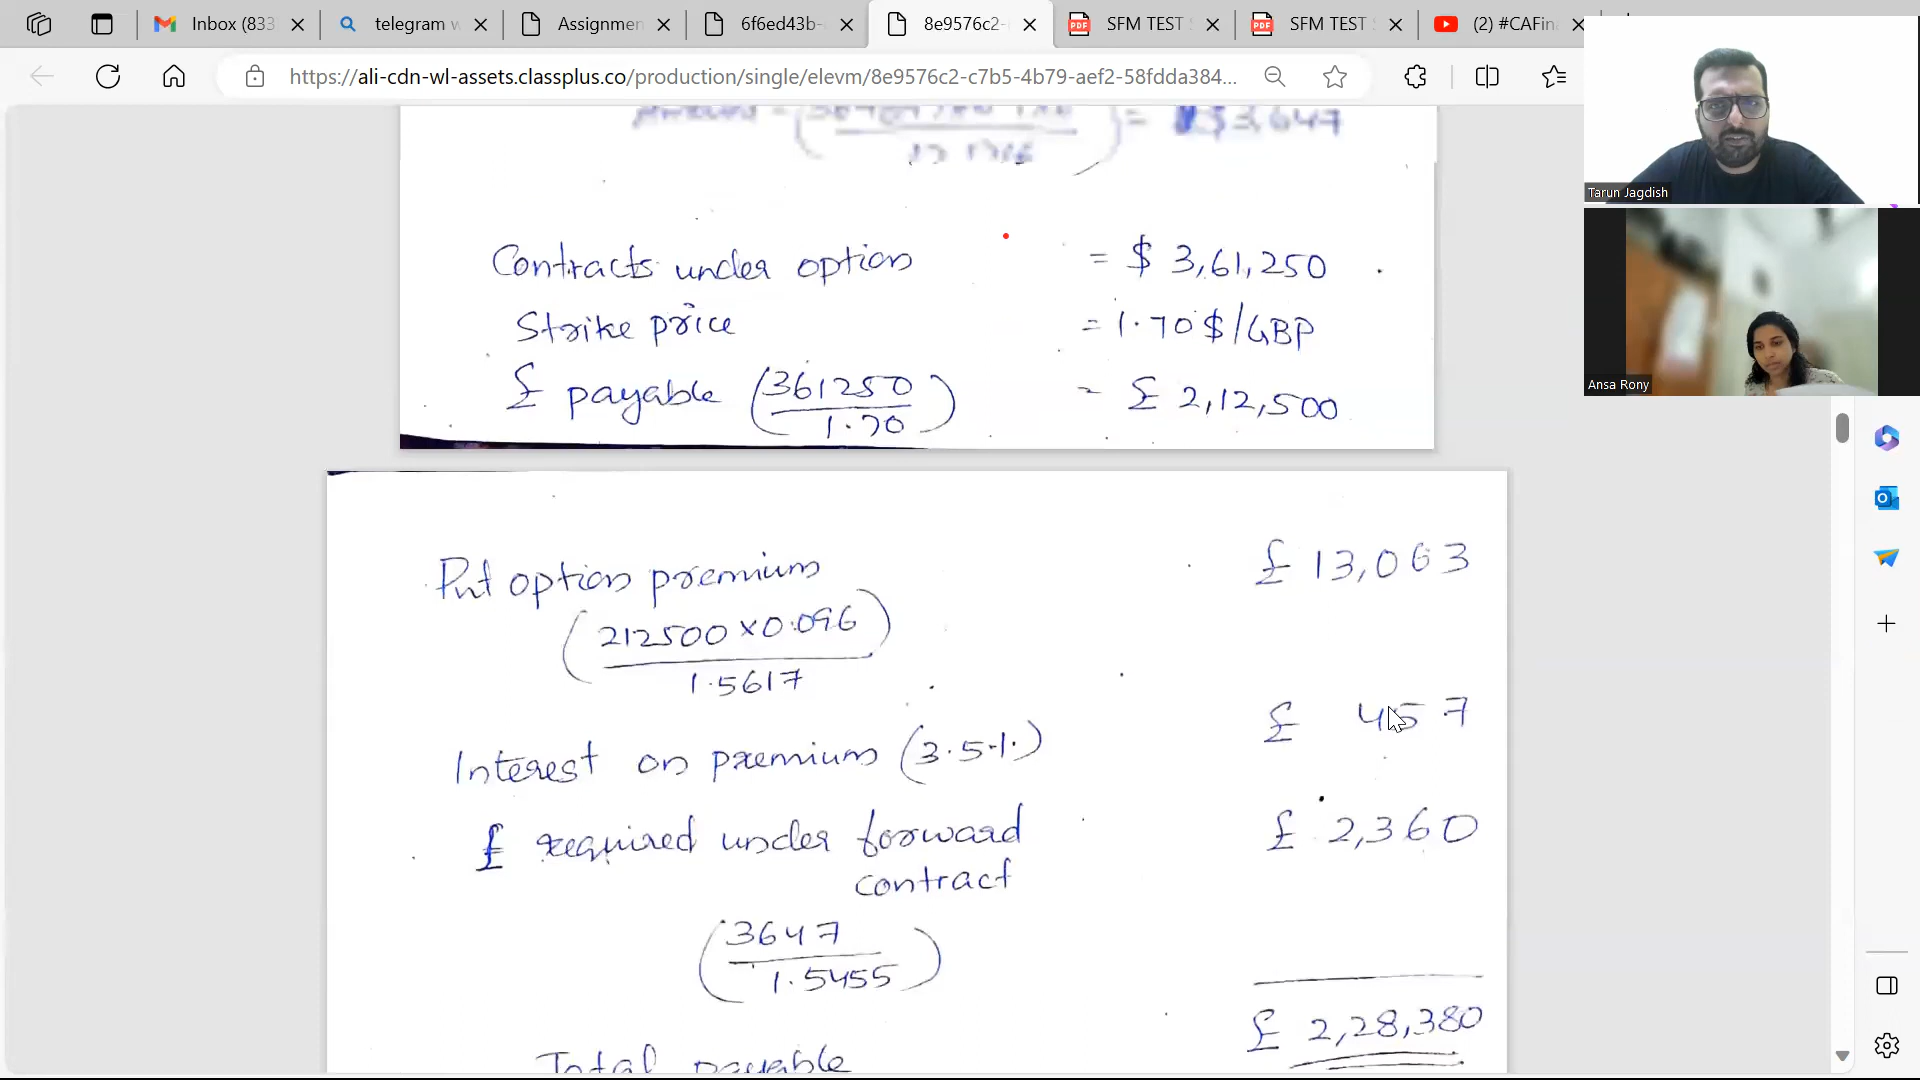 Inbox (833
telegram w
Assignmen
6f6ed43b-
8e9576c2-
SFM TEST S
SFM TEST S
(2) #CAFin
https://ali-cdn-wl-assets.classplus.co/production/single/elevm/8e9576c2-c7b5-4b79-aef2-58fdda384...
= $3,647
Contracts under option = $ 3,61,250
Strike price = 1.70 $/GBP
£ payable (361250 / 1.70) = £ 2,12,500
Put option premium £ 13,063
(212500 x 0.096
1.5617)
Interest on premium (3.5%) £ 457
£ required under forward £ 2,360
contract
(3647
1.5455)
£ 2,28,380
Total payable
Tarun Jagdish
Ansa Rony